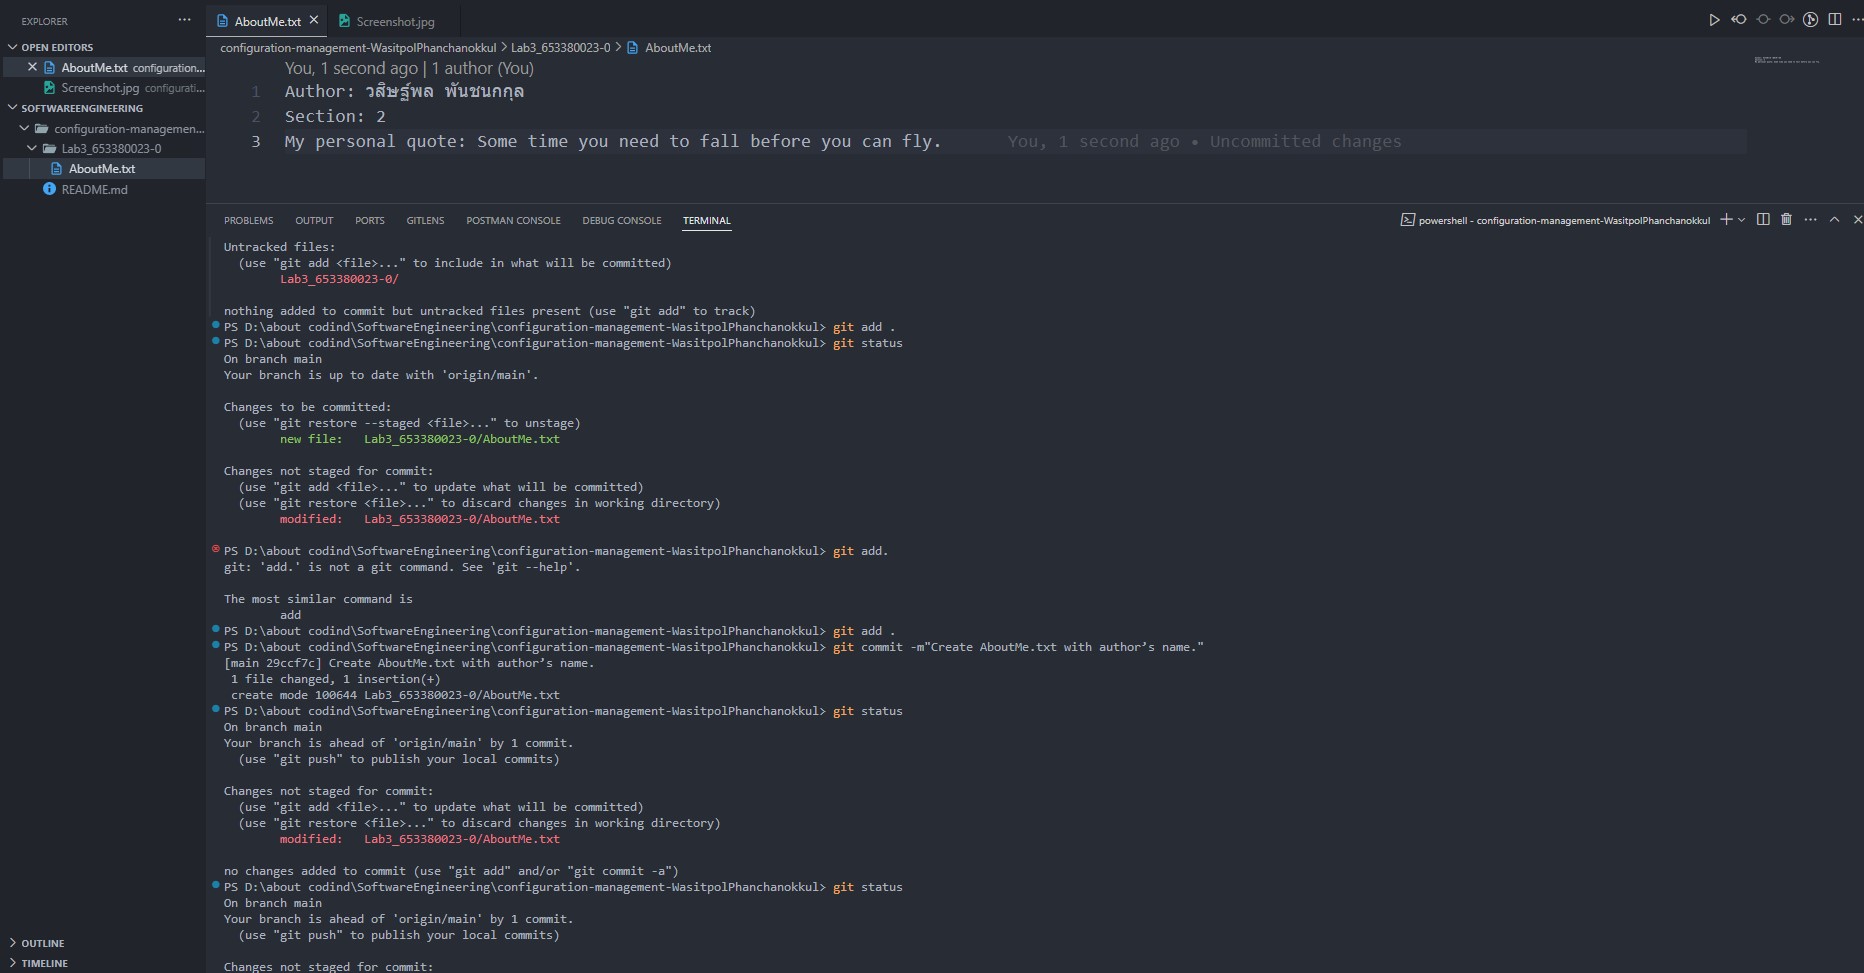 EXPLORER
OPEN EDITORS
AboutMe.txt configuration...
Screenshot.jpg configurati...
SOFTWAREENGINEERING
configuration-managemen...
Lab3_653380023-0
AboutMe.txt
README.md
OUTLINE
TIMELINE
AboutMe.txt
Screenshot.jpg
configuration-management-WasitpolPhanchanokkul > Lab3_653380023-0 > AboutMe.txt
You, 1 second ago | 1 author (You)
1 Author: วสิษฐ์พล พันชนกกุล
2 Section: 2
3 My personal quote: Some time you need to fall before you can fly. You, 1 second ago • Uncommitted changes
PROBLEMS OUTPUT PORTS GITLENS POSTMAN CONSOLE DEBUG CONSOLE TERMINAL
powershell - configuration-management-WasitpolPhanchanokkul
Untracked files:
(use "git add <file>..." to include in what will be committed)
Lab3_653380023-0/
nothing added to commit but untracked files present (use "git add" to track)
PS D:\about codind\SoftwareEngineering\configuration-management-WasitpolPhanchanokkul> git add .
PS D:\about codind\SoftwareEngineering\configuration-management-WasitpolPhanchanokkul> git status
On branch main
Your branch is up to date with 'origin/main'.
Changes to be committed:
(use "git restore --staged <file>..." to unstage)
new file: Lab3_653380023-0/AboutMe.txt
Changes not staged for commit:
(use "git add <file>..." to update what will be committed)
(use "git restore <file>..." to discard changes in working directory)
modified: Lab3_653380023-0/AboutMe.txt
PS D:\about codind\SoftwareEngineering\configuration-management-WasitpolPhanchanokkul> git add.
git: 'add.' is not a git command. See 'git --help'.
The most similar command is
add
PS D:\about codind\SoftwareEngineering\configuration-management-WasitpolPhanchanokkul> git add .
PS D:\about codind\SoftwareEngineering\configuration-management-WasitpolPhanchanokkul> git commit -m"Create AboutMe.txt with author’s name."
[main 29ccf7c] Create AboutMe.txt with author’s name.
1 file changed, 1 insertion(+)
create mode 100644 Lab3_653380023-0/AboutMe.txt
PS D:\about codind\SoftwareEngineering\configuration-management-WasitpolPhanchanokkul> git status
On branch main
Your branch is ahead of 'origin/main' by 1 commit.
(use "git push" to publish your local commits)
Changes not staged for commit:
(use "git add <file>..." to update what will be committed)
(use "git restore <file>..." to discard changes in working directory)
modified: Lab3_653380023-0/AboutMe.txt
no changes added to commit (use "git add" and/or "git commit -a")
PS D:\about codind\SoftwareEngineering\configuration-management-WasitpolPhanchanokkul> git status
On branch main
Your branch is ahead of 'origin/main' by 1 commit.
(use "git push" to publish your local commits)
Changes not staged for commit: